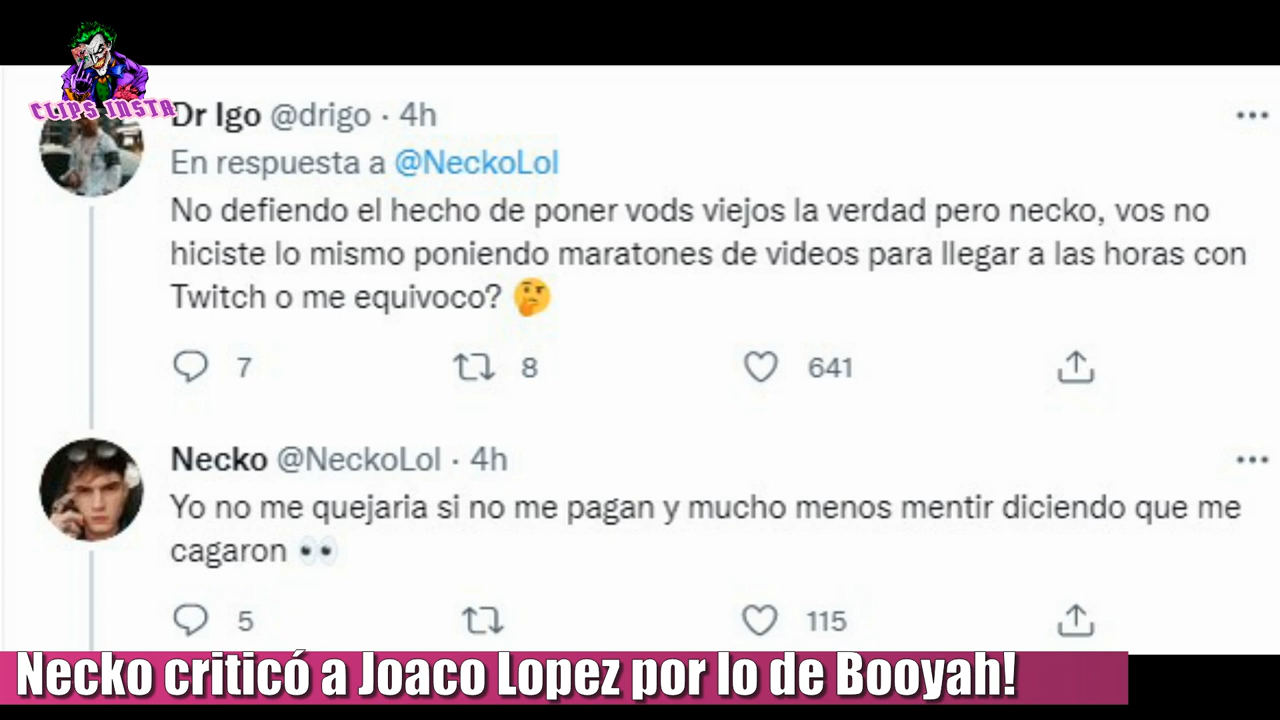 CLIPS INSTA
Dr Igo @drigo · 4h
En respuesta a @NeckoLol
No defiendo el hecho de poner vods viejos la verdad pero necko, vos no
hiciste lo mismo poniendo maratones de videos para llegar a las horas con
Twitch o me equivoco? 🤔
7 8 641
Necko @NeckoLol · 4h
Yo no me quejaria si no me pagan y mucho menos mentir diciendo que me
cagaron 👀
5 115
Necko criticó a Joaco Lopez por lo de Booyah!